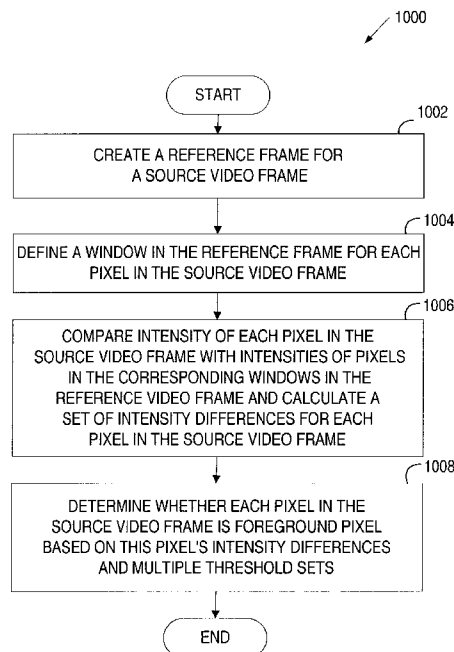 1000
START
1002
CREATE A REFERENCE FRAME FOR
A SOURCE VIDEO FRAME
1004
DEFINE A WINDOW IN THE REFERENCE FRAME FOR EACH
PIXEL IN THE SOURCE VIDEO FRAME
1006
COMPARE INTENSITY OF EACH PIXEL IN THE
SOURCE VIDEO FRAME WITH INTENSITIES OF PIXELS
IN THE CORRESPONDING WINDOWS IN THE
REFERENCE VIDEO FRAME AND CALCULATE A
SET OF INTENSITY DIFFERENCES FOR EACH
PIXEL IN THE SOURCE VIDEO FRAME
1008
DETERMINE WHETHER EACH PIXEL IN THE
SOURCE VIDEO FRAME IS FOREGROUND PIXEL
BASED ON THIS PIXEL'S INTENSITY DIFFERENCES
AND MULTIPLE THRESHOLD SETS
END